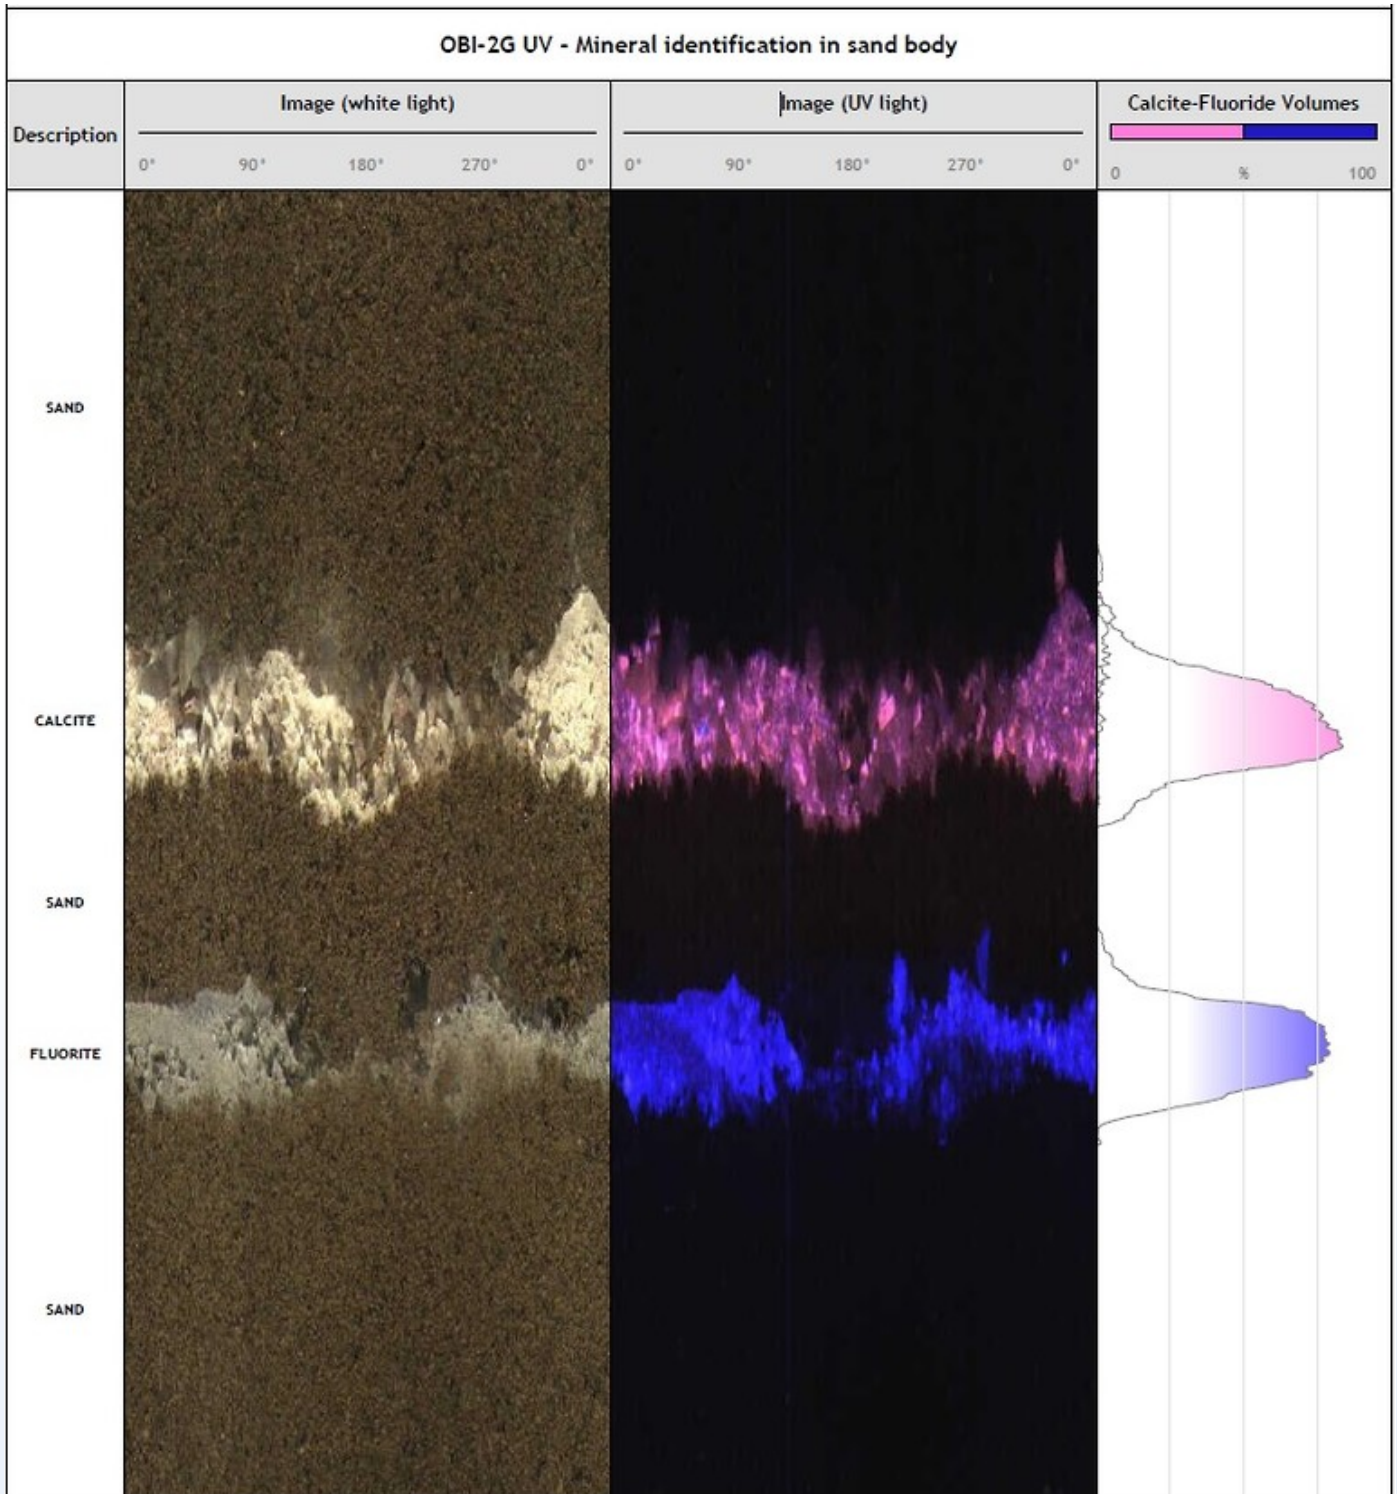 OBI-2G UV - Mineral identification in sand body
Description
Image (white light)
0° 90° 180° 270° 0°
Image (UV light)
0° 90° 180° 270° 0°
Calcite-Fluoride Volumes
0 % 100
SAND
CALCITE
SAND
FLUORITE
SAND